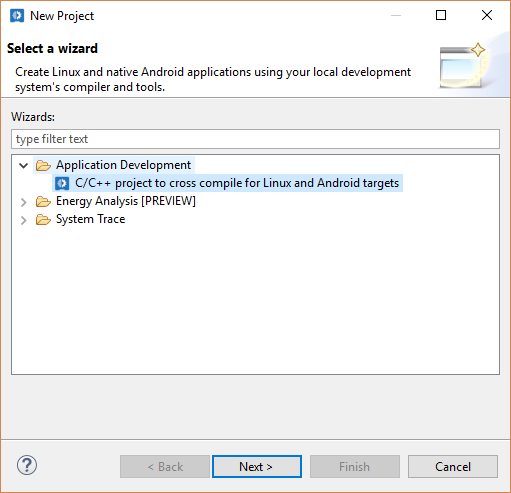 New Project
Select a wizard
Create Linux and native Android applications using your local development
system's compiler and tools.
Wizards:
type filter text
Application Development
C/C++ project to cross compile for Linux and Android targets
Energy Analysis [PREVIEW]
System Trace
?
< Back
Next >
Finish
Cancel